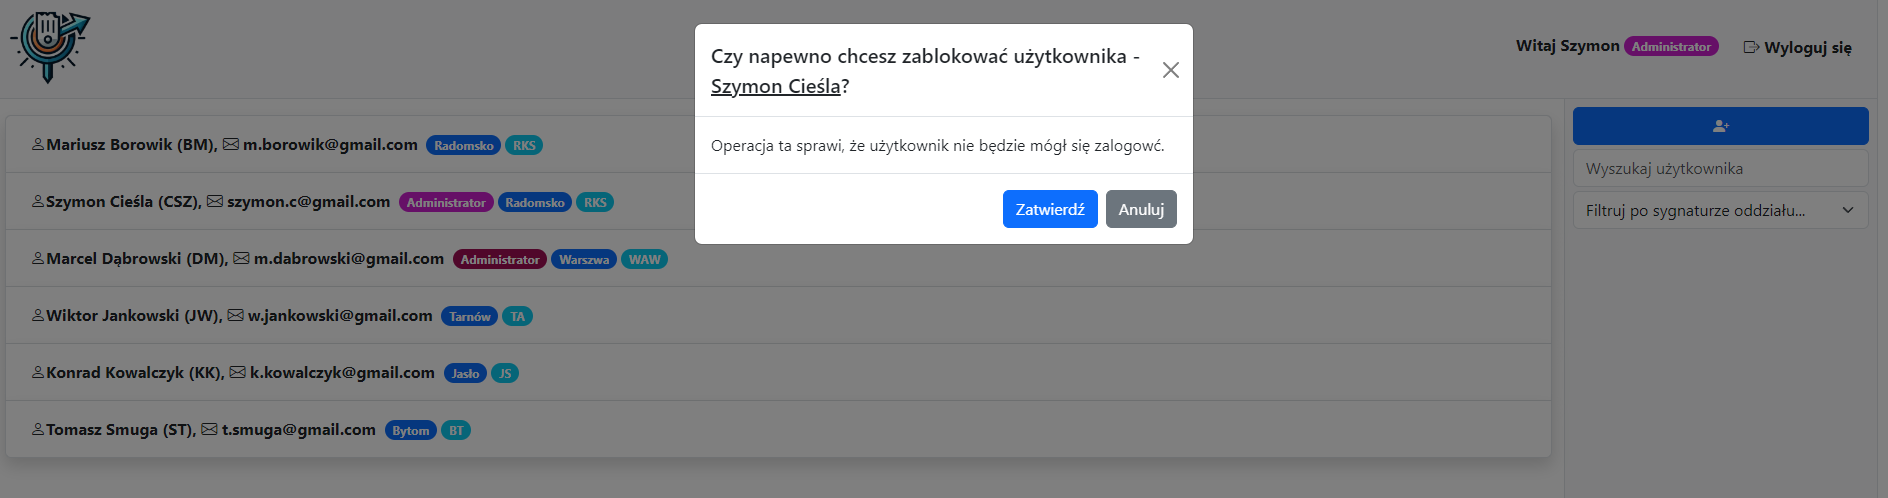 Witaj Szymon Administrator Wyloguj się
Czy napewno chcesz zablokować użytkownika -
Szymon Cieśla?
Operacja ta sprawi, że użytkownik nie będzie mógł się zalogowć.
Zatwierdź Anuluj
Mariusz Borowik (BM), m.borowik@gmail.com Radomsko RKS
Szymon Cieśla (CSZ), szymon.c@gmail.com Administrator Radomsko RKS
Marcel Dąbrowski (DM), m.dabrowski@gmail.com Administrator Warszwa WAW
Wiktor Jankowski (JW), w.jankowski@gmail.com Tarnów TA
Konrad Kowalczyk (KK), k.kowalczyk@gmail.com Jasło JS
Tomasz Smuga (ST), t.smuga@gmail.com Bytom BT
Wyszukaj użytkownika
Filtruj po sygnaturze oddziału...